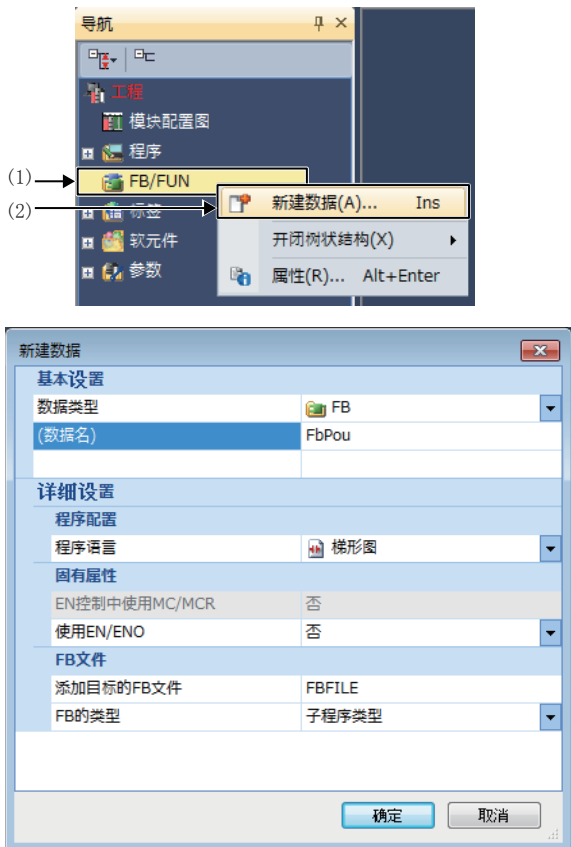 导航
工程
模块配置图
程序
(1) FB/FUN
(2) 标签 新建数据(A)... Ins
软元件 开闭树状结构(X)
参数 属性(R)... Alt+Enter
新建数据
基本设置
数据类型 FB
(数据名) FbPou
详细设置
程序配置
程序语言 梯形图
固有属性
EN控制中使用MC/MCR 否
使用EN/ENO 否
FB文件
添加目标的FB文件 FBFILE
FB的类型 子程序类型
确定 取消